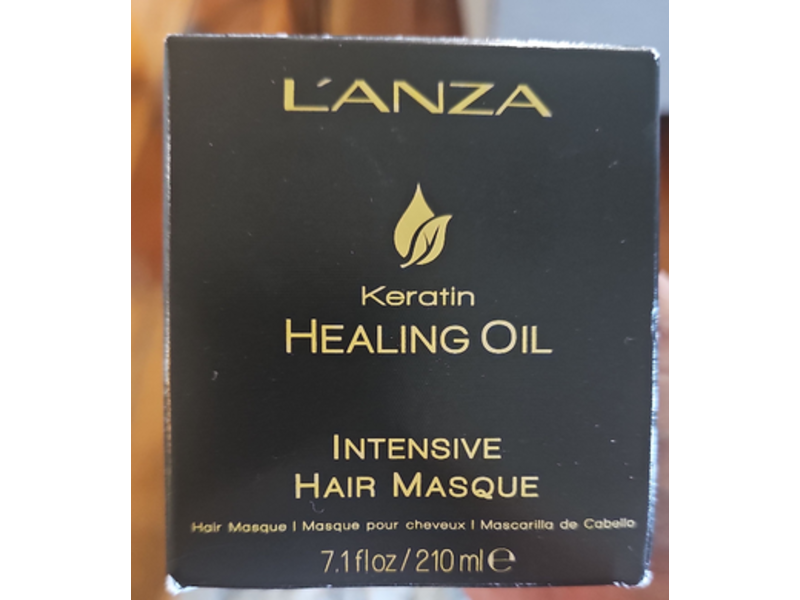 L'ANZA
Keratin
HEALING OIL
INTENSIVE
HAIR MASQUE
Hair Masque | Masque pour cheveux | Mascarilla de Cabello
7.1 fl oz / 210 ml ℮